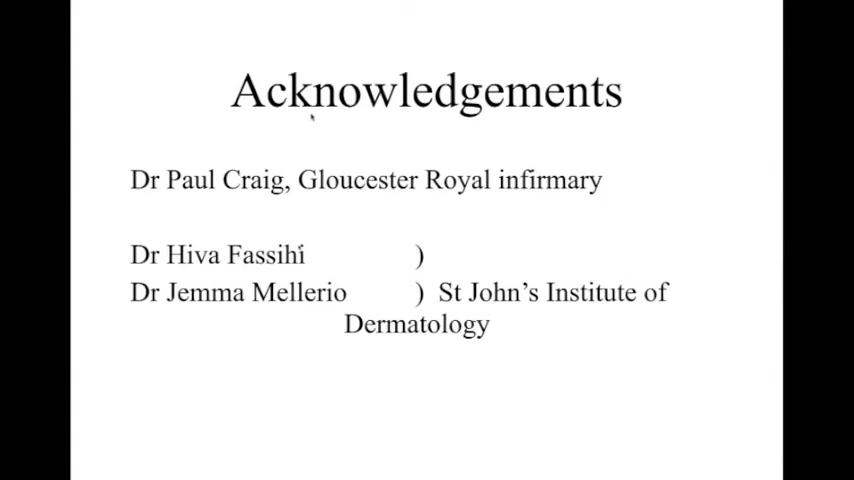 Acknowledgements
Dr Paul Craig, Gloucester Royal infirmary
Dr Hiva Fassihi )
Dr Jemma Mellerio ) St John’s Institute of
Dermatology